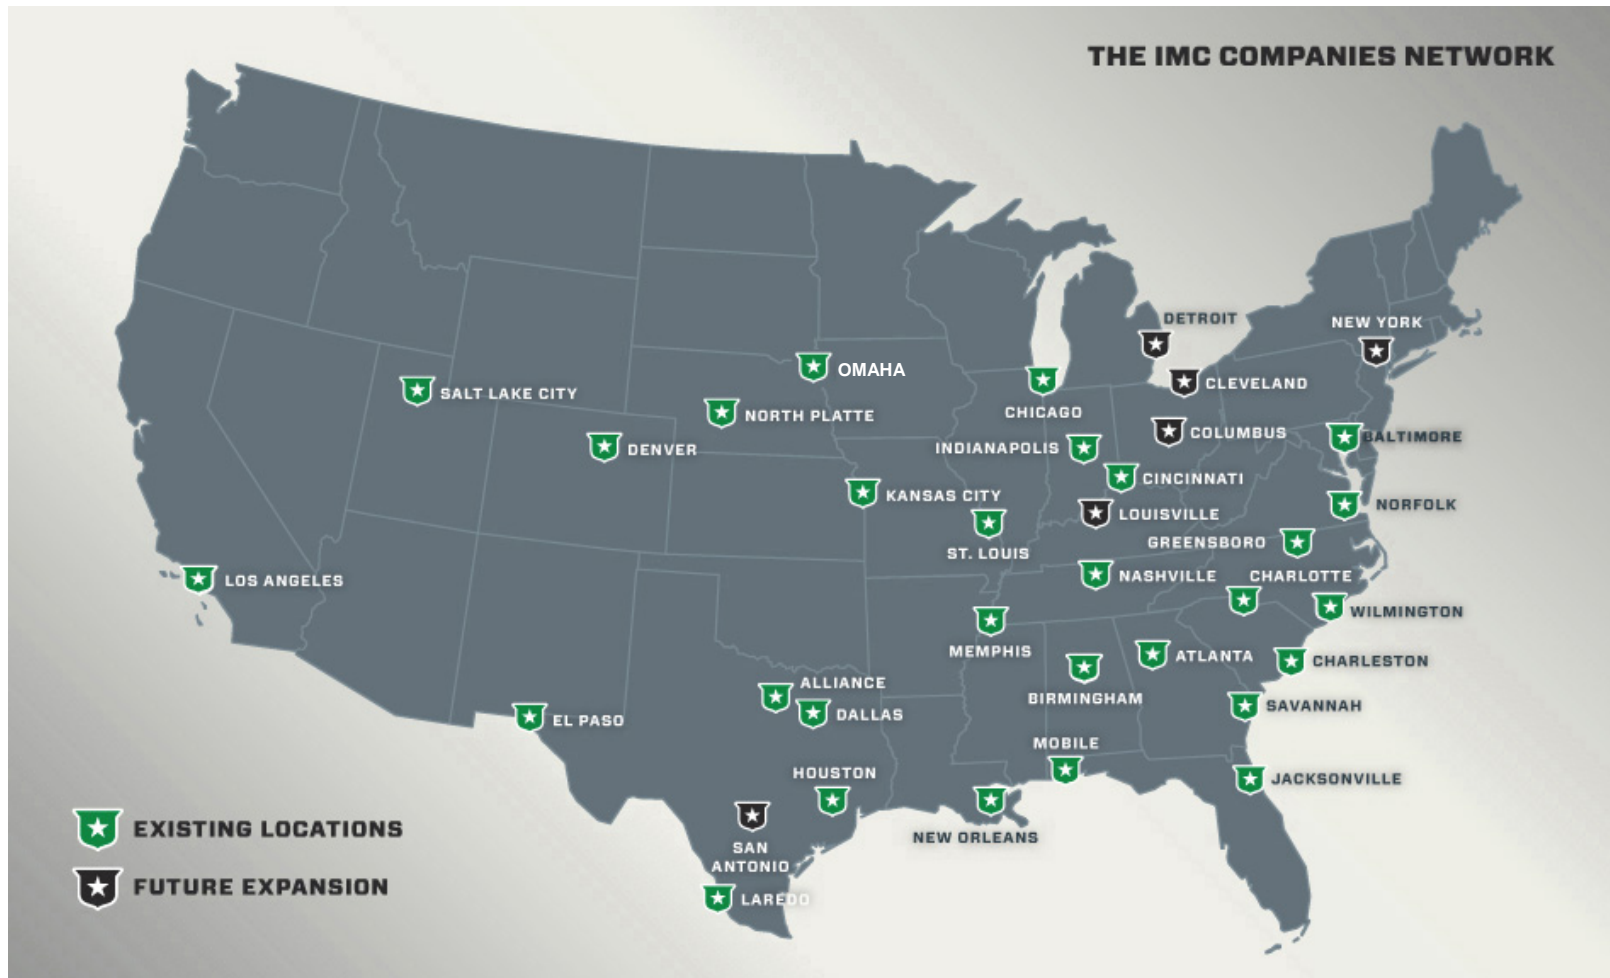 THE IMC COMPANIES NETWORK
DETROIT
NEW YORK
OMAHA
CLEVELAND
SALT LAKE CITY
CHICAGO
NORTH PLATTE
COLUMBUS
BALTIMORE
DENVER
INDIANAPOLIS
CINCINNATI
KANSAS CITY
NORFOLK
LOUISVILLE
ST. LOUIS
GREENSBORO
LOS ANGELES
NASHVILLE
CHARLOTTE
WILMINGTON
MEMPHIS
ATLANTA
CHARLESTON
ALLIANCE
BIRMINGHAM
SAVANNAH
DALLAS
EL PASO
MOBILE
HOUSTON
JACKSONVILLE
EXISTING LOCATIONS
NEW ORLEANS
SAN
ANTONIO
FUTURE EXPANSION
LAREDO